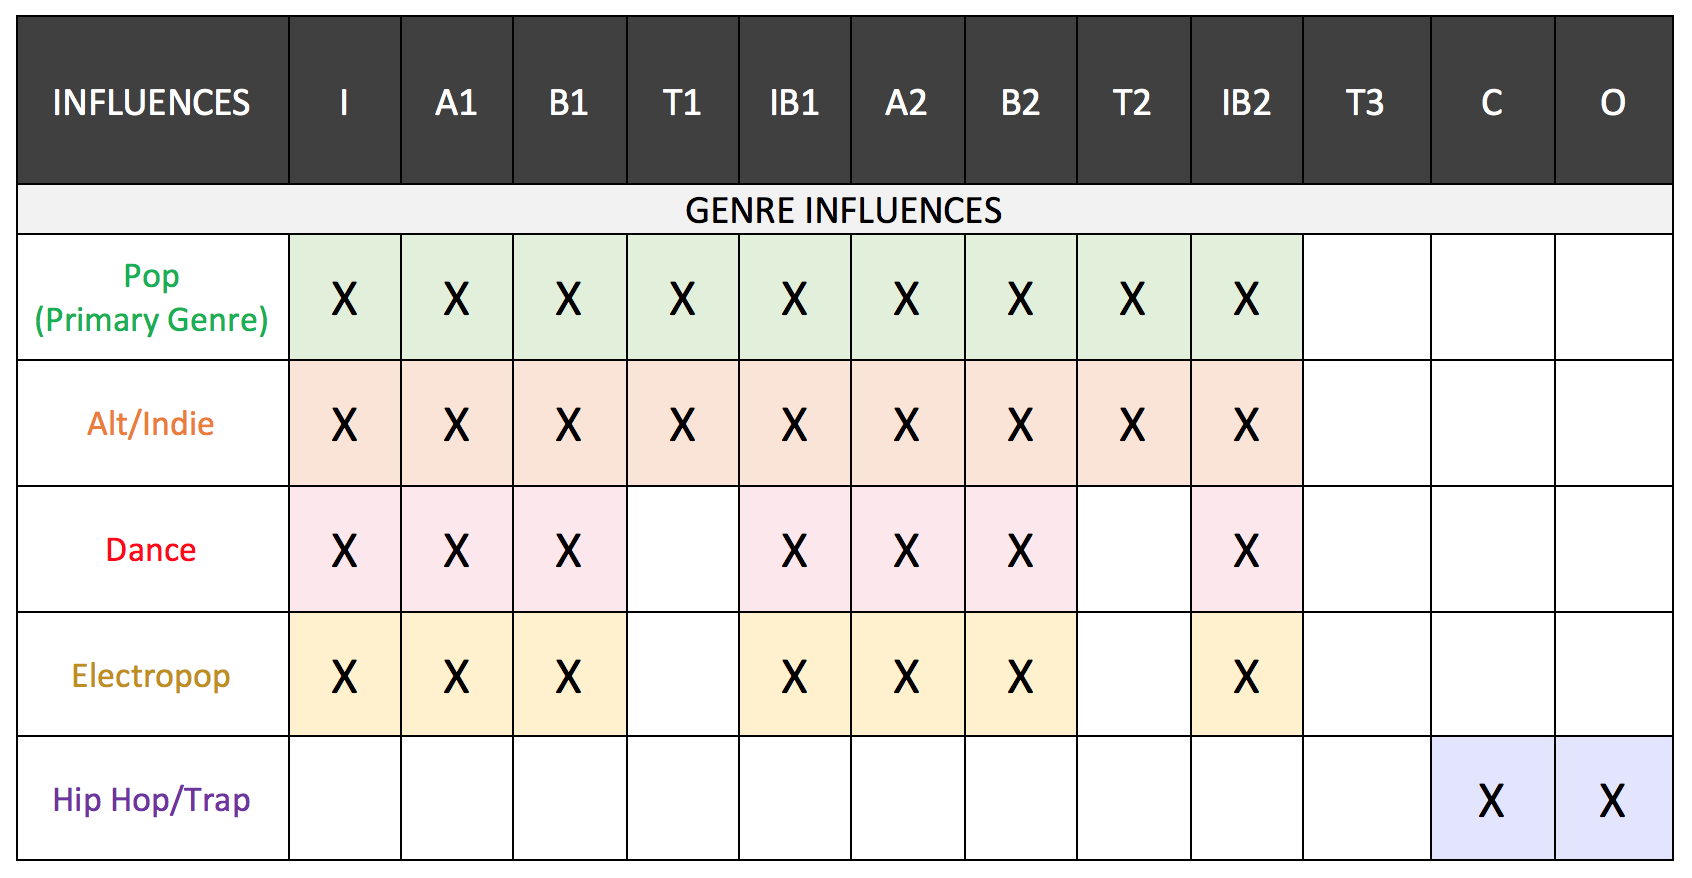 INFLUENCES I A1 B1 T1 IB1 A2 B2 T2 IB2 T3 C O
GENRE INFLUENCES
Pop
(Primary Genre) X X X X X X X X X
Alt/Indie X X X X X X X X X
Dance X X X X X X X
Electropop X X X X X X X
Hip Hop/Trap X X